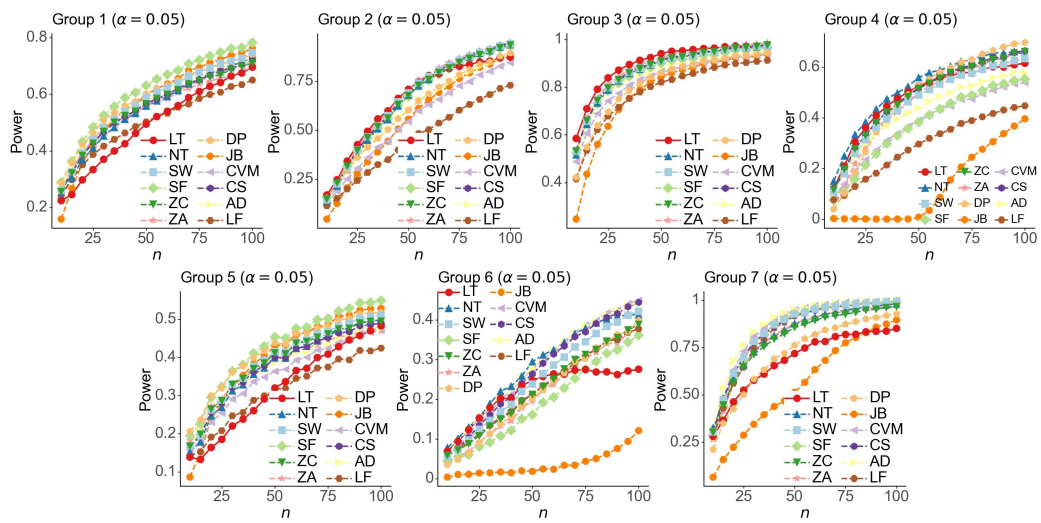 Group 1 (α = 0.05)
Power
0.8
0.6
0.4
0.2
25 50 75 100
n
LT DP
NT JB
SW CVM
SF CS
ZC AD
ZA LF
Group 2 (α = 0.05)
Power
0.75
0.50
0.25
25 50 75 100
n
LT DP
NT JB
SW CVM
SF CS
ZC AD
ZA LF
Group 3 (α = 0.05)
Power
1
0.8
0.6
0.4
25 50 75 100
n
LT DP
NT JB
SW CVM
SF CS
ZC AD
ZA LF
Group 4 (α = 0.05)
Power
0.6
0.4
0.2
0
25 50 75 100
n
LT ZC CVM
NT ZA CS
SW DP AD
SF JB LF
Group 5 (α = 0.05)
Power
0.5
0.4
0.3
0.2
0.1
25 50 75 100
n
LT DP
NT JB
SW CVM
SF CS
ZC AD
ZA LF
Group 6 (α = 0.05)
Power
0.4
0.3
0.2
0.1
0
25 50 75 100
n
LT JB
NT CVM
SW CS
SF AD
ZC LF
ZA
DP
Group 7 (α = 0.05)
Power
1
0.75
0.50
0.25
25 50 75 100
n
LT DP
NT JB
SW CVM
SF CS
ZC AD
ZA LF